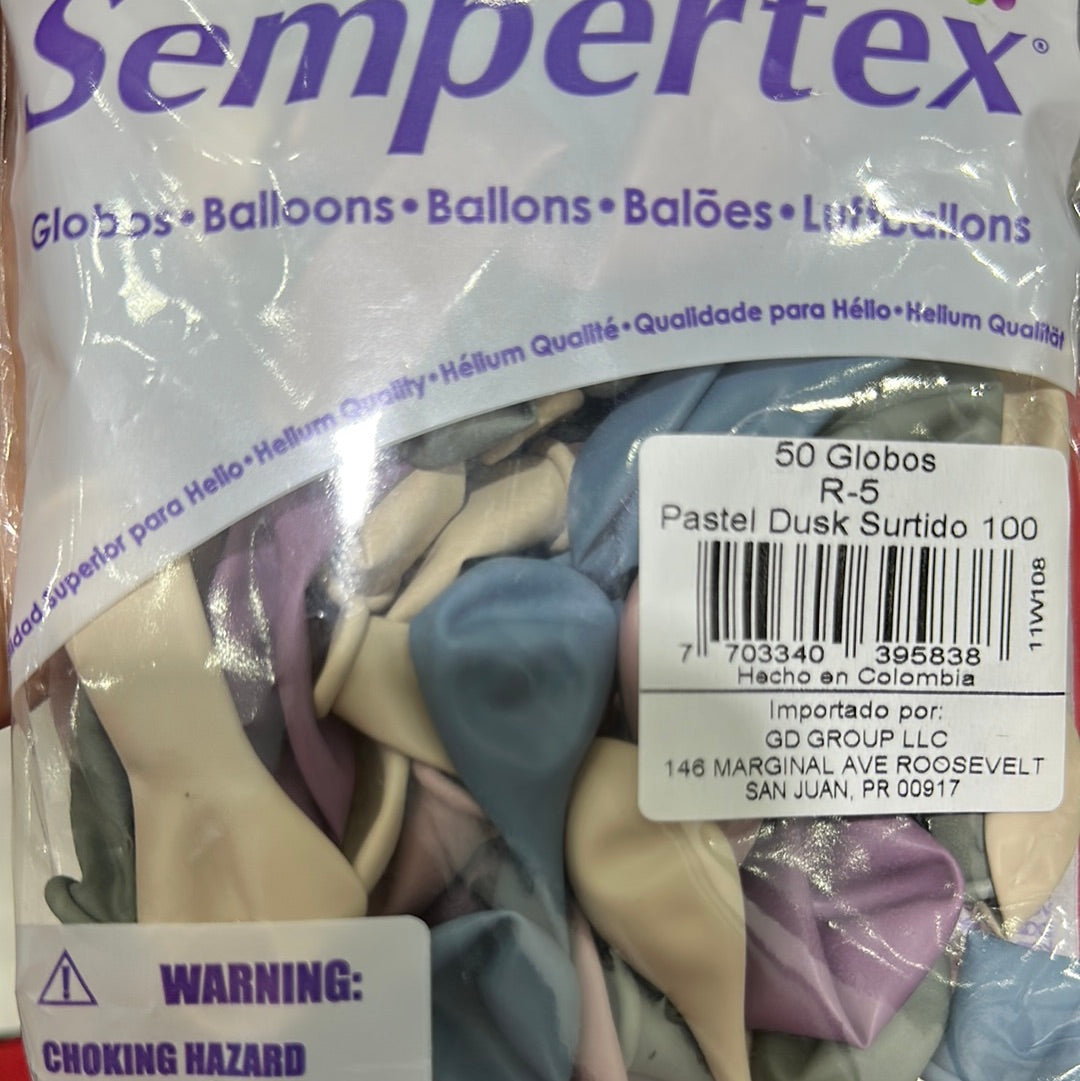 Sempertex®
Globos • Balloons • Ballons • Balões • Luftballons
Superior para Helio • Helium Quality • Hélium Qualité • Qualidade para Hélio • Helium Qualität
50 Globos
R-5
Pastel Dusk Surtido 100
11W108
7 703340 395838
Hecho en Colombia
Importado por:
GD GROUP LLC
146 MARGINAL AVE ROOSEVELT
SAN JUAN, PR 00917
WARNING:
CHOKING HAZARD